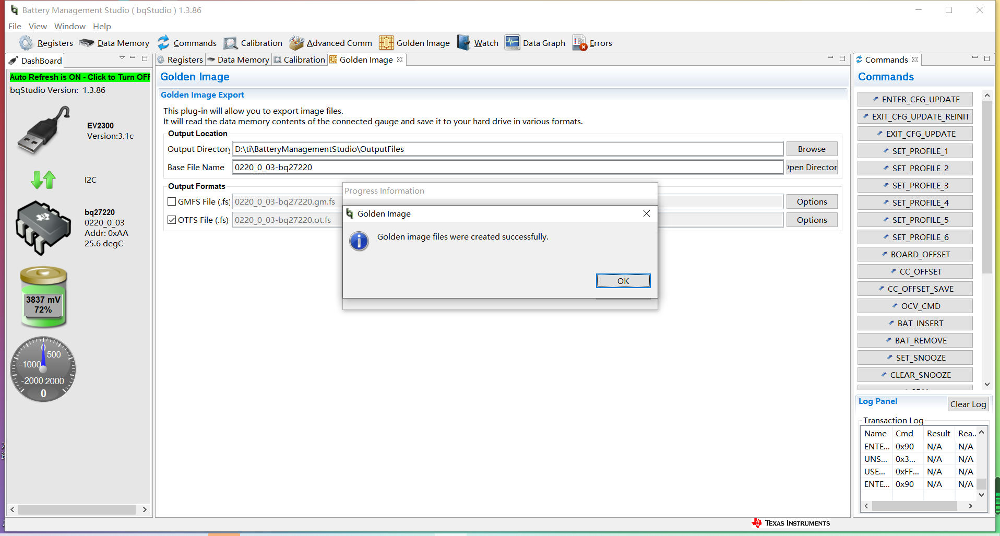 Battery Management Studio ( bqStudio ) 1.3.86
File View Window Help
Registers Data Memory Commands Calibration Advanced Comm Golden Image Watch Data Graph Errors
DashBoard
Auto Refresh is ON - Click to Turn OFF
bqStudio Version: 1.3.86
EV2300
Version:3.1c
I2C
bq27220
0220_0_03
Addr: 0xAA
25.6 degC
3837 mV
72%
0
500
-1000
-2000 2000
0
Registers Data Memory Calibration Golden Image
Golden Image
Golden Image Export
This plug-in will allow you to export image files.
It will read the data memory contents of the connected gauge and save it to your hard drive in various formats.
Output Location
Output Directory D:\ti\BatteryManagementStudio\OutputFiles Browse
Base File Name 0220_0_03-bq27220 pen Director
Output Formats
GMFS File (.fs) 0220_0_03-bq27220.gm.fs Options
OTFS File (.fs) 0220_0_03-bq27220.ot.fs Options
Progress Information
Golden Image
Golden image files were created successfully.
OK
Commands
Commands
ENTER_CFG_UPDATE
EXIT_CFG_UPDATE_REINIT
EXIT_CFG_UPDATE
SET_PROFILE_1
SET_PROFILE_2
SET_PROFILE_3
SET_PROFILE_4
SET_PROFILE_5
SET_PROFILE_6
BOARD_OFFSET
CC_OFFSET
CC_OFFSET_SAVE
OCV_CMD
BAT_INSERT
BAT_REMOVE
SET_SNOOZE
CLEAR_SNOOZE
Log Panel Clear Log
Transaction Log
Name Cmd Result Rea..
ENTE... 0x90 N/A N/A
UNS... 0x3... N/A N/A
USE... 0xFF... N/A N/A
ENTE... 0x90 N/A N/A
TEXAS INSTRUMENTS